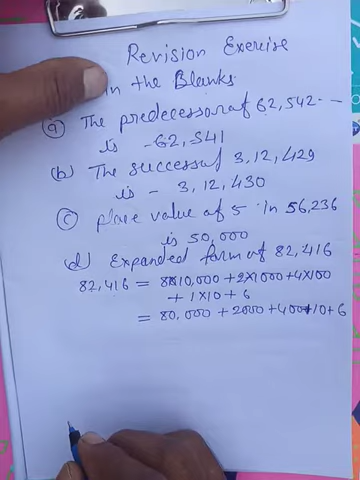 Revision Exercise
in the Blanks
(a) The predecessor of 62,542 --
is - 62,541
(b) The success of 3,12,429
is - 3,12,430
(c) place value of 5 in 56,236
is 50,000
(d) Expanded form of 82,416
82,416 = 8×10,000 + 2×1000 + 4×100
+ 1×10 + 6
= 80,000 + 2000 + 400 + 10 + 6